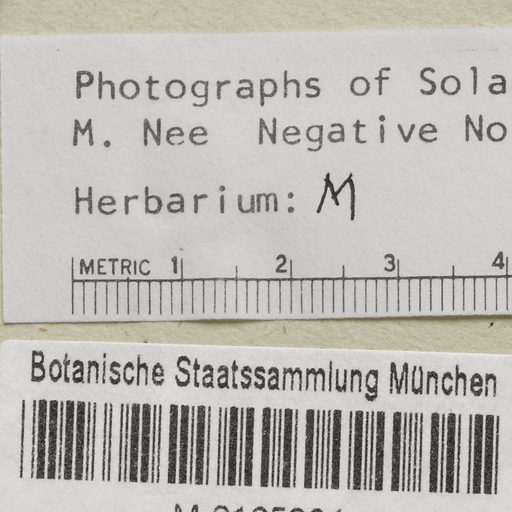 Photographs of Sola
M. Nee Negative No
Herbarium: M
METRIC 1 2 3 4
Botanische Staatssammlung München